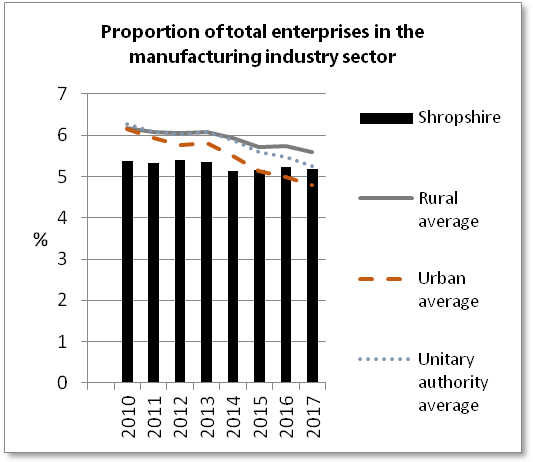 Proportion of total enterprises in the
manufacturing industry sector
7
6
5
4
3
2
1
0
%
2010
2011
2012
2013
2014
2015
2016
2017
Shropshire
Rural
average
Urban
average
Unitary
authority
average